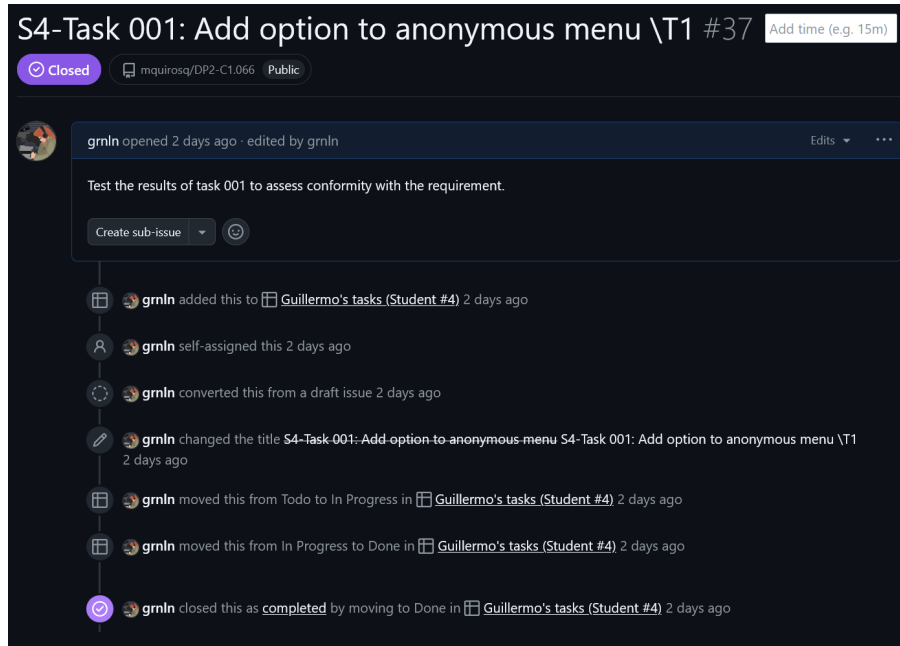 S4-Task 001: Add option to anonymous menu \T1 #37
Add time (e.g. 15m)
Closed
mquirosq/DP2-C1.066
Public
grnln opened 2 days ago · edited by grnln
Edits
Test the results of task 001 to assess conformity with the requirement.
Create sub-issue
grnln added this to Guillermo's tasks (Student #4) 2 days ago
grnln self-assigned this 2 days ago
grnln converted this from a draft issue 2 days ago
grnln changed the title S4-Task 001: Add option to anonymous menu S4-Task 001: Add option to anonymous menu \T1
2 days ago
grnln moved this from Todo to In Progress in Guillermo's tasks (Student #4) 2 days ago
grnln moved this from In Progress to Done in Guillermo's tasks (Student #4) 2 days ago
grnln closed this as completed by moving to Done in Guillermo's tasks (Student #4) 2 days ago